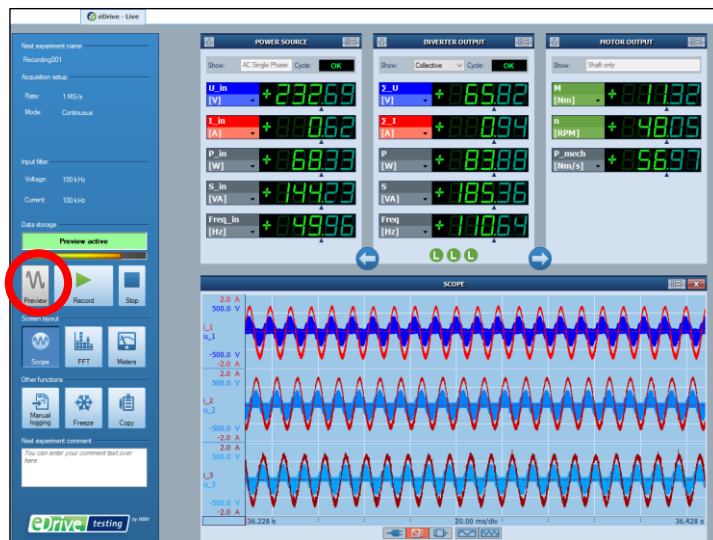 eDrive - Live
Next experiment name
Recording001
Acquisition setup
Rate: 1 MS/s
Mode: Continuous
Input filter
Voltage: 100 kHz
Current: 100 kHz
Data storage
Preview active
Preview Record Stop
Screen layout
Scope FFT Meters
Other functions
Manual logging Freeze Copy
Next experiment comment
You can enter your comment text over
here
eDrive testing by HBM
POWER SOURCE
Show: AC Single Phase Cycle: OK
U_in [V] +232.69
I_in [A] +0.62
P_in [W] +68.33
S_in [VA] +144.23
Freq_in [Hz] +49.96
INVERTER OUTPUT
Show: Collective Cycle: OK
Σ_U [V] +65.82
Σ_I [A] +0.94
P [W] +83.88
S [VA] +185.36
Freq [Hz] +110.64
L L L
MOTOR OUTPUT
Show: Shaft only
M [Nm] +11.32
n [RPM] +48.05
P_mech [Nm/s] +56.97
SCOPE
2.0 A
500.0 V
i_1
u_1
-500.0 V
-2.0 A
2.0 A
500.0 V
i_2
u_2
-500.0 V
-2.0 A
2.0 A
500.0 V
i_3
u_3
-500.0 V
-2.0 A
36.228 s 20.00 ms/div 36.428 s